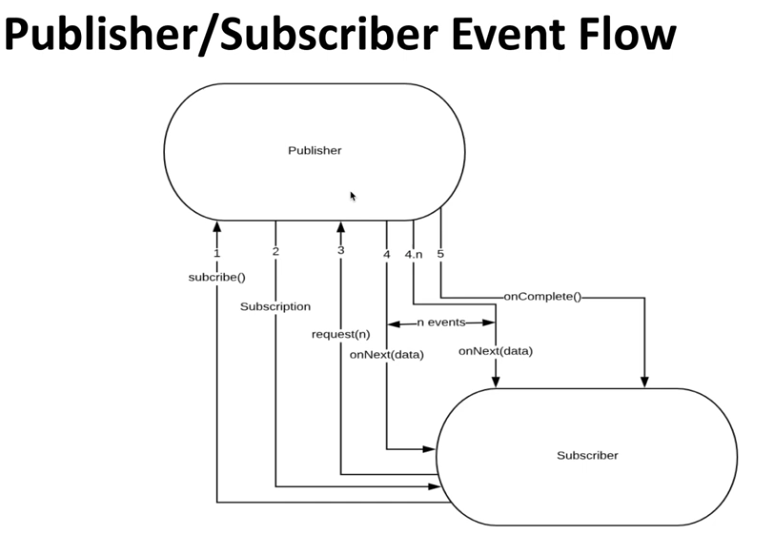 Publisher/Subscriber Event Flow
Publisher
1
2
3
4
4.n
5
subcribe()
Subscription
request(n)
onNext(data)
n events
onNext(data)
onComplete()
Subscriber